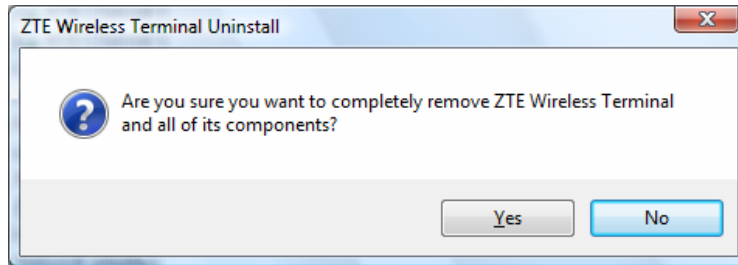 ZTE Wireless Terminal Uninstall
Are you sure you want to completely remove ZTE Wireless Terminal
and all of its components?
Yes
No